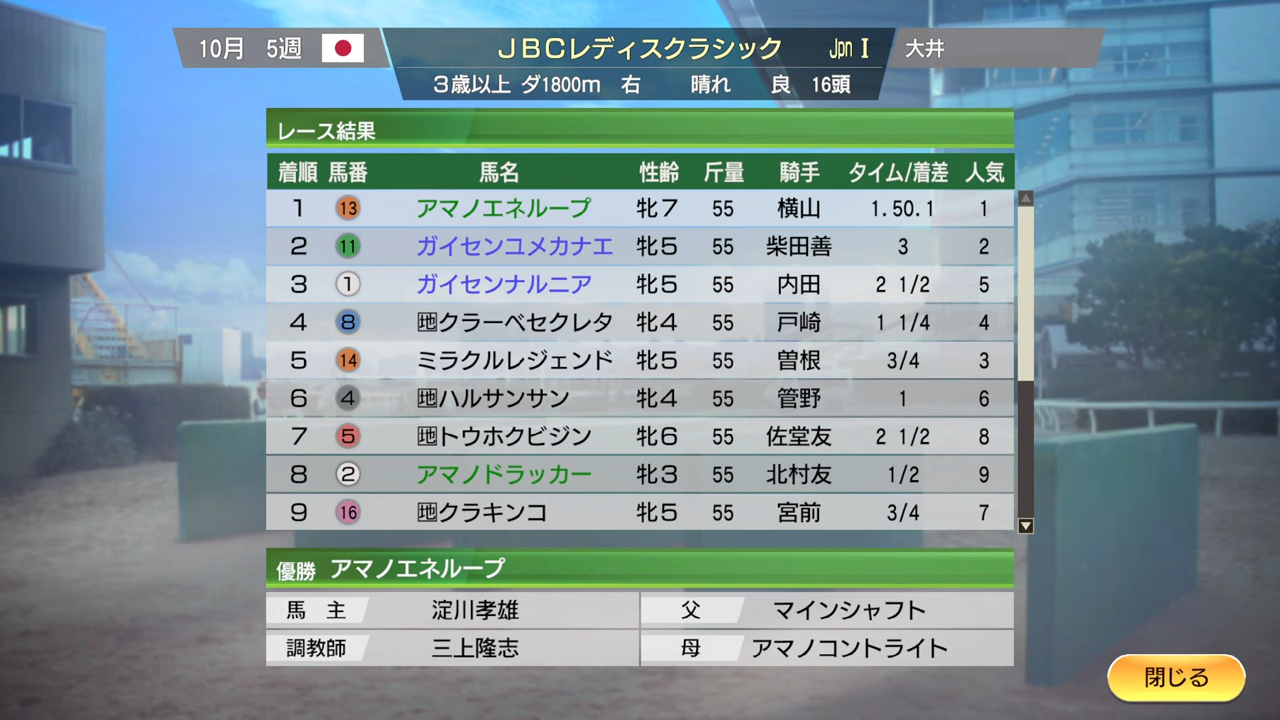 10月 5週 JBCレディスクラシック JpnⅠ 大井
3歳以上 ダ1800m 右 晴れ 良 16頭
レース結果
着順 馬番 馬名 性齢 斤量 騎手 タイム/着差 人気
1 13 アマノエネループ 牝7 55 横山 1.50.1 1
2 11 ガイセンユメカナエ 牝5 55 柴田善 3 2
3 1 ガイセンナルニア 牝5 55 内田 2 1/2 5
4 8 地クラーベセクレタ 牝4 55 戸崎 1 1/4 4
5 14 ミラクルレジェンド 牝5 55 曽根 3/4 3
6 4 地ハルサンサン 牝4 55 管野 1 6
7 5 地トウホクビジン 牝6 55 佐堂友 2 1/2 8
8 2 アマノドラッカー 牝3 55 北村友 1/2 9
9 16 地クラキンコ 牝5 55 宮前 3/4 7
優勝 アマノエネループ
馬主 淀川孝雄 父 マインシャフト
調教師 三上隆志 母 アマノコントライト
閉じる